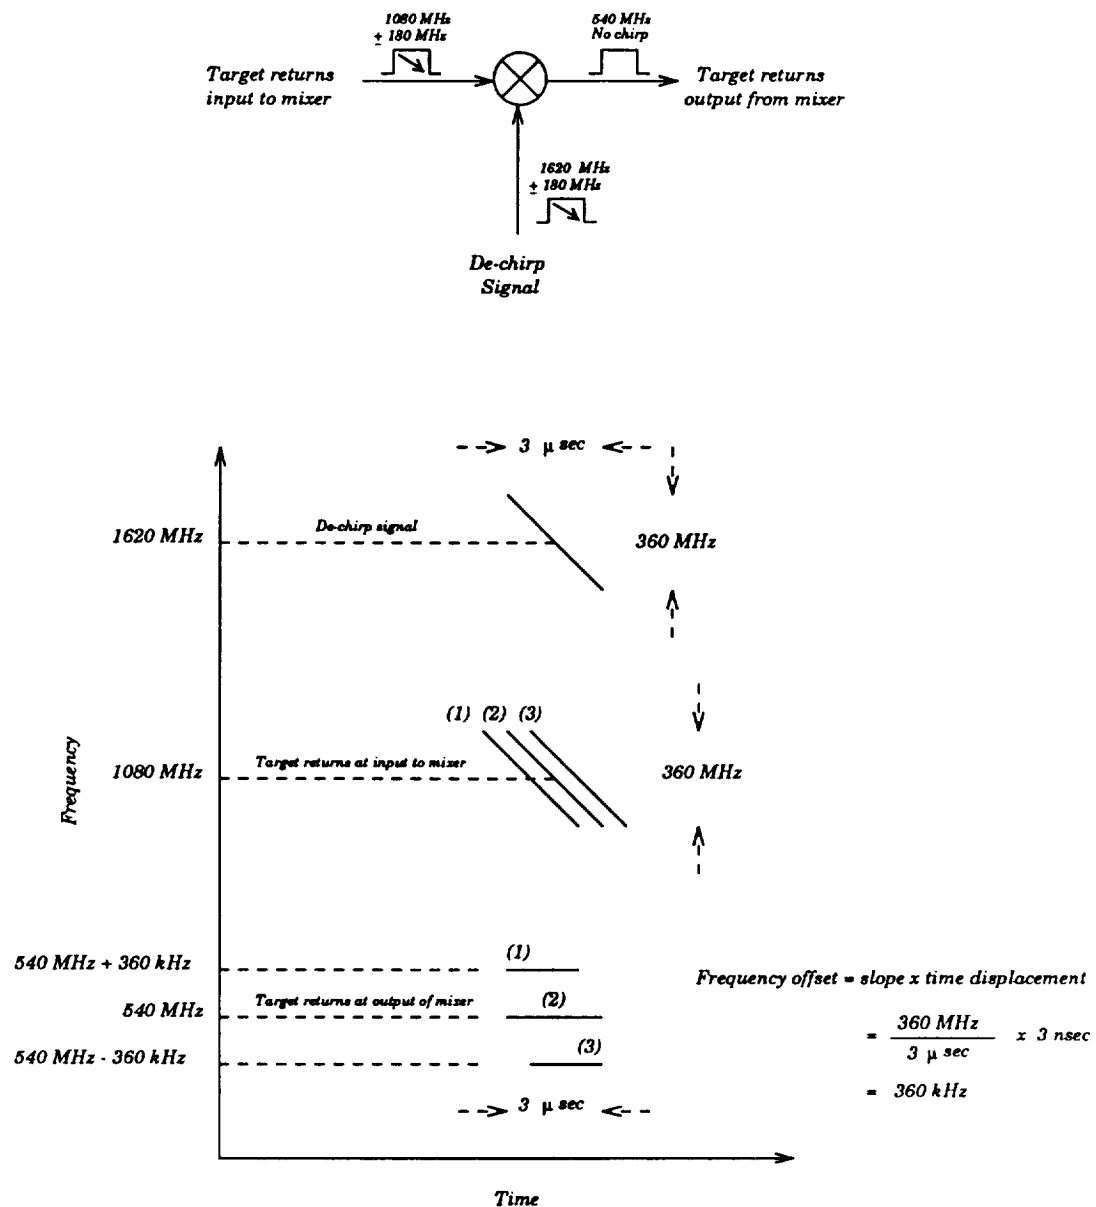 1080 MHz
± 180 MHz
540 MHz
No chirp
Target returns
input to mixer
Target returns
output from mixer
1620 MHz
± 180 MHz
De-chirp
Signal
3 μ sec
1620 MHz
De-chirp signal
360 MHz
(1) (2) (3)
Frequency
1080 MHz
Target returns at input to mixer
360 MHz
540 MHz + 360 kHz
(1)
Frequency offset = slope x time displacement
540 MHz
Target returns at output of mixer
(2)
= 360 MHz
3 μ sec
x 3 nsec
540 MHz - 360 kHz
(3)
= 360 kHz
3 μ sec
Time